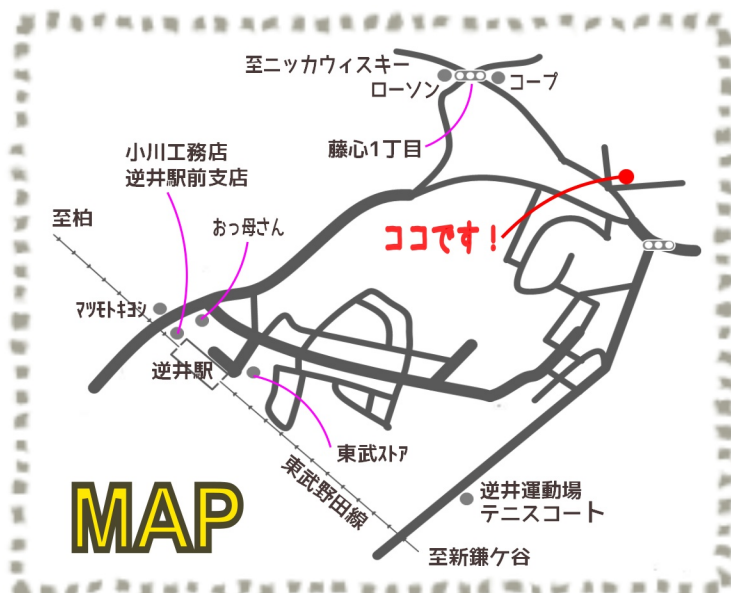 至ニッカウィスキー
ローソン
コープ
藤心1丁目
小川工務店
逆井駅前支店
至柏
おっ母さん
ココです!
マツモトキヨシ
逆井駅
東武ストア
東武野田線
逆井運動場
テニスコート
MAP
至新鎌ケ谷